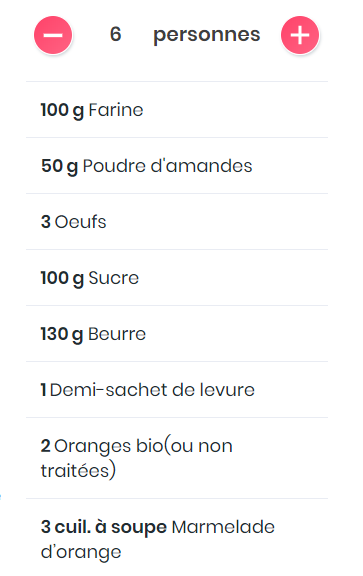 6 personnes
100 g Farine
50 g Poudre d'amandes
3 Oeufs
100 g Sucre
130 g Beurre
1 Demi-sachet de levure
2 Oranges bio(ou non
traitées)
3 cuil. à soupe Marmelade
d'orange